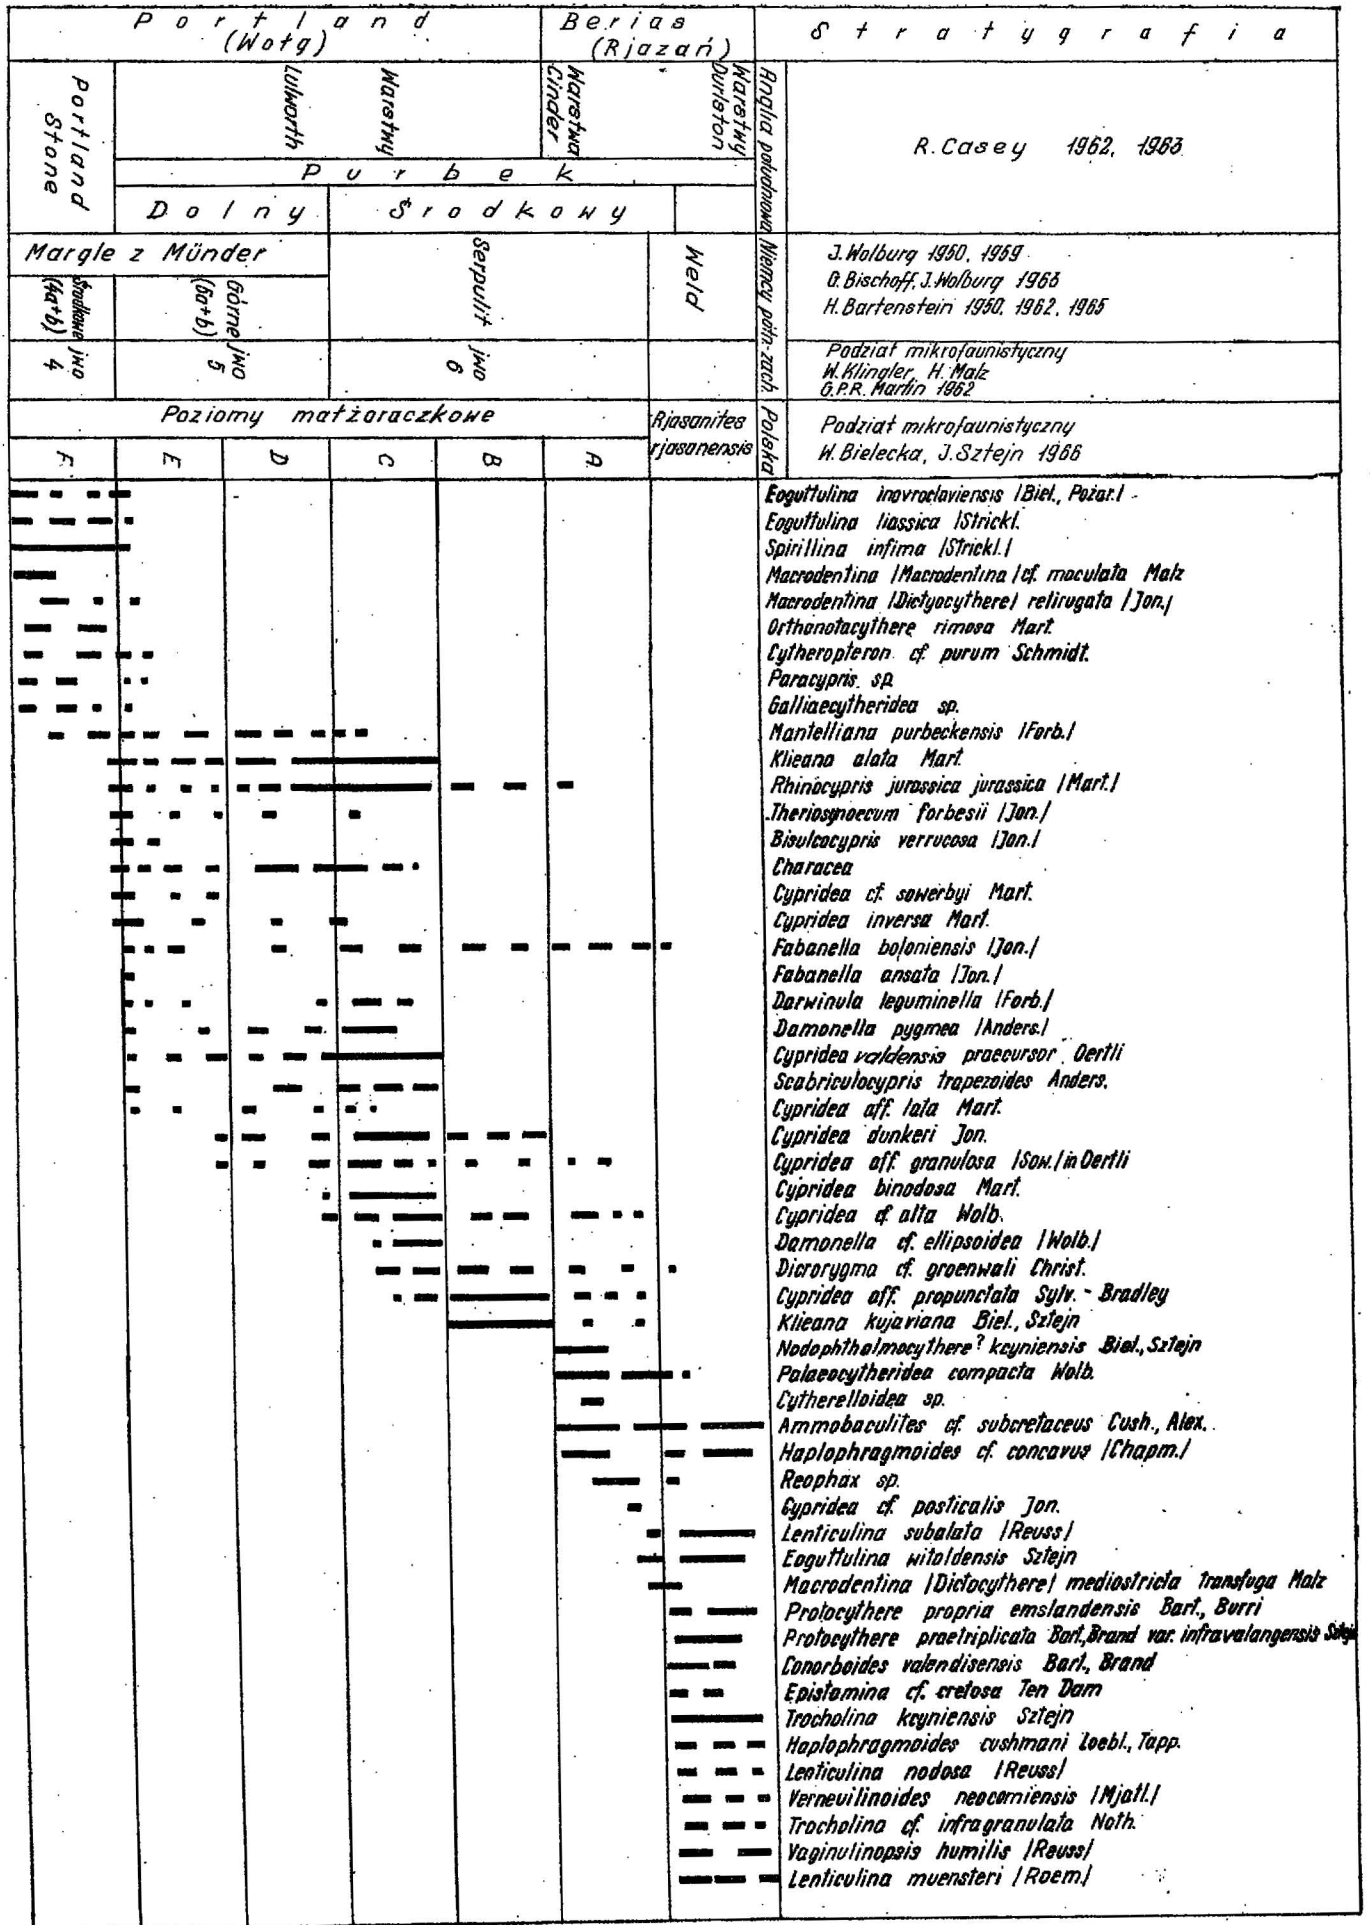 Portland
(Wołg)
Berias
(Rjazań)
Stratygrafia
Portland
Stone
Warstwy
Lulworth
Warstwa
Cinder
Warstwy
Durlston
Anglia południowa
R. Casey 1962, 1963
Purbek
Dolny
Środkowy
Margle z Münder
Środkowe
(4a+b)
Górne
(6a+b)
Serpulit
Weld
Niemcy półn-zach
J. Wolburg 1950, 1959
G. Bischoff, J. Wolburg 1963
H. Bartenstein 1950, 1962, 1965
jwo
4
jwo
5
jwo
6
Podział mikrofaunistyczny
W. Klingler, H. Malz
G.P.R. Martin 1962
Poziomy małżoraczkowe
Rjasanites
rjasanensis
Polska
Podział mikrofaunistyczny
W. Bielecka, J. Sztejn 1966
F
E
D
C
B
A
Eoguttulina inovroclaviensis /Biel., Pożar./
Eoguttulina liassica /Strickl.
Spirillina infima /Strickl./
Macrodentina /Macrodentina/ cf. maculata Malz
Macrodentina /Dictyocythere/ retirugata /Jon./
Orthonotacythere rimosa Mart.
Cytheropteron cf. purum Schmidt.
Paracypris sp.
Galliaecytheridea sp.
Mantelliana purbeckensis /Forb./
Klieana alata Mart.
Rhinocypris jurassica jurassica /Mart./
Theriosynoecum forbesii /Jon./
Bisulcocypris verrucosa /Jon./
Characea
Cypridea cf. sowerbyi Mart.
Cypridea inversa Mart.
Fabanella boloniensis /Jon./
Fabanella ansata /Jon./
Darwinula leguminella /Forb./
Damonella pygmea /Anders./
Cypridea valdensis praecursor Oertli
Scabriculocypris trapezoides Anders.
Cypridea aff. lata Mart.
Cypridea dunkeri Jon.
Cypridea aff. granulosa /Sow./ in Oertli
Cypridea binodosa Mart.
Cypridea cf alta Wolb.
Damonella cf. ellipsoidea /Wolb./
Dicrorygma cf. groenwali Christ.
Cypridea aff. propunctata Sylv. - Bradley
Klieana kujaviana Biel., Sztejn
Nodophthalmocythere? kcyniensis Biel., Sztejn
Palaeocytheridea compacta Wolb.
Cytherelloidea sp.
Ammobaculites cf. subcretaceus Cush., Alex.
Haplophragmoides cf. concavus /Chapm./
Reophax sp.
Cypridea cf. posticalis Jon.
Lenticulina subalata /Reuss/
Eoguttulina witoldensis Sztejn
Macrodentina /Dictocythere/ mediostricta transfuga Malz
Protocythere propria emslandensis Bart., Burri
Protocythere praetriplicata Bart., Brand var. infravalangensis Sztejn
Conorboides valendisensis Bart., Brand
Epistomina cf. cretosa Ten Dam
Trocholina kcyniensis Sztejn
Haplophragmoides cushmani Loebl., Tapp.
Lenticulina nodosa /Reuss/
Verneuilinoides neocomiensis /Mjatl./
Trocholina cf. infragranulata Noth.
Vaginulinopsis humilis /Reuss/
Lenticulina muensteri /Roem./